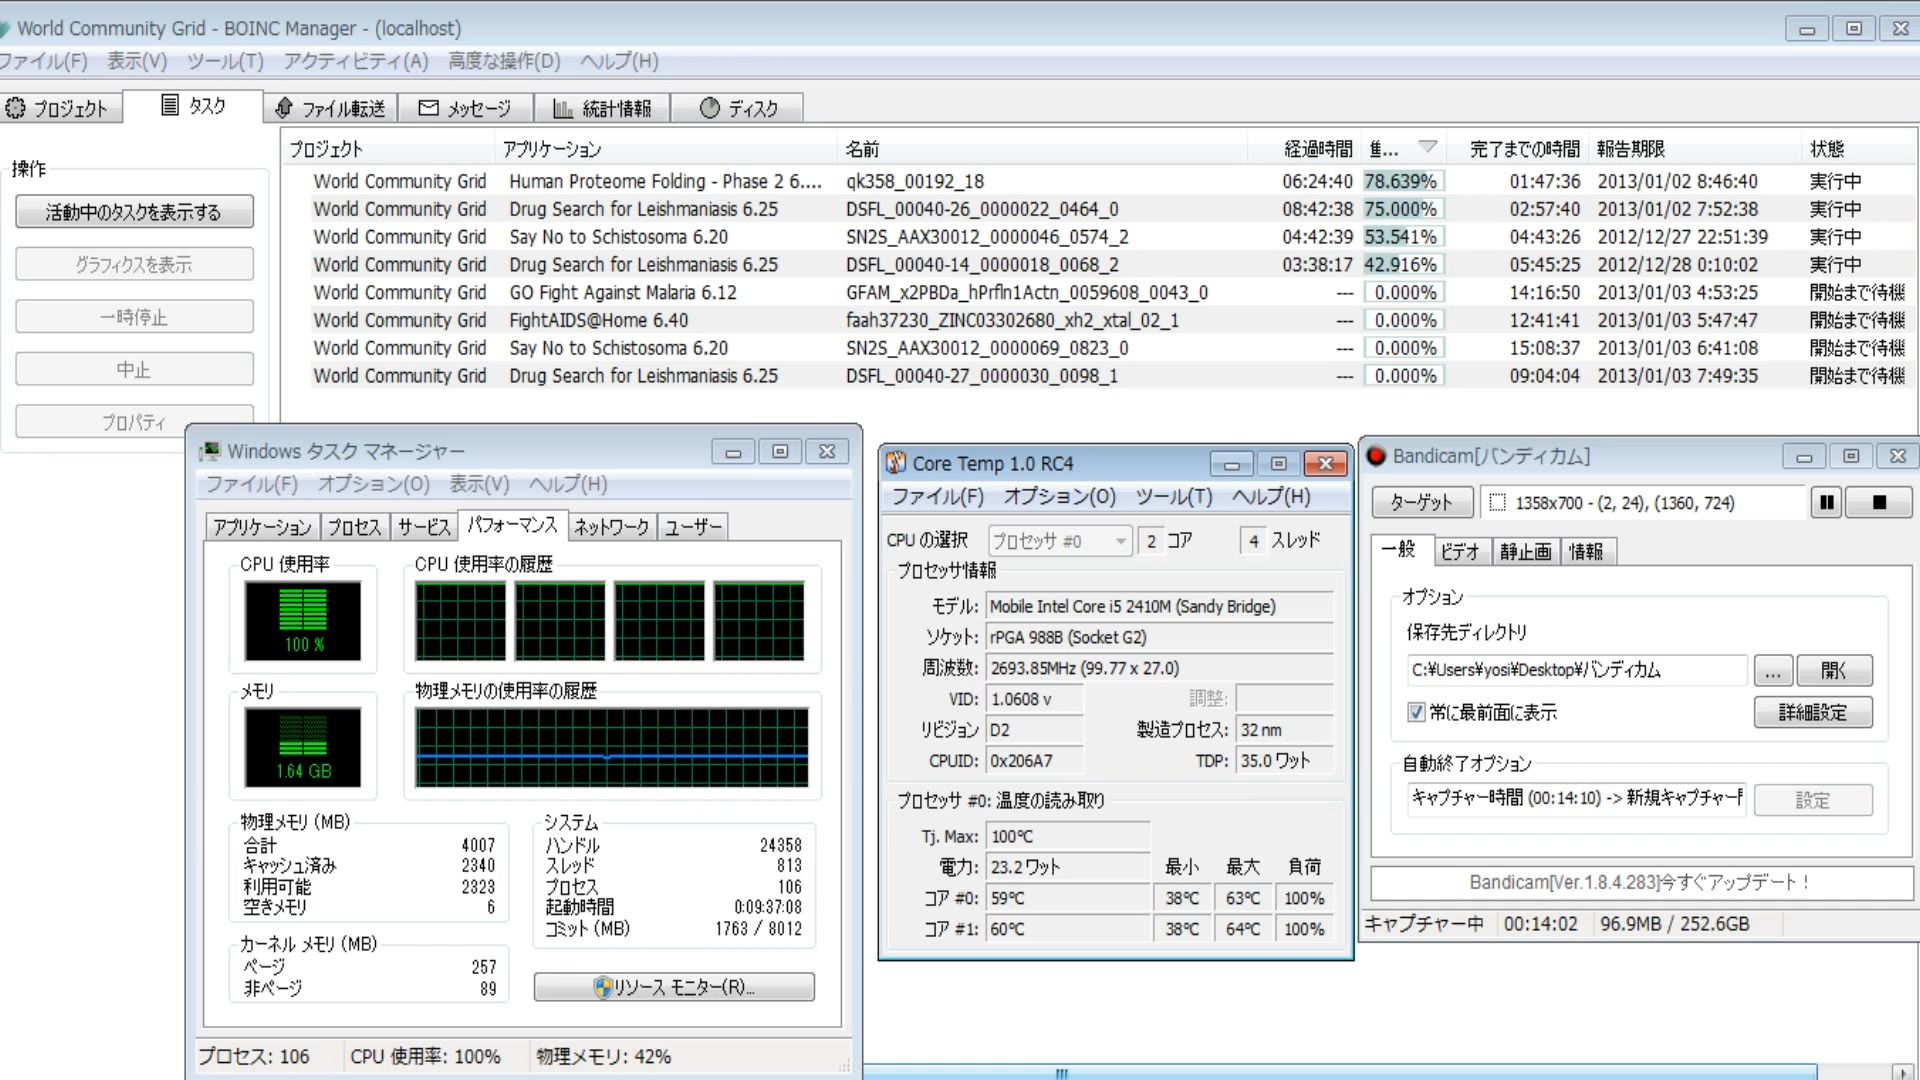 World Community Grid - BOINC Manager - (localhost)
ファイル(F) 表示(V) ツール(T) アクティビティ(A) 高度な操作(D) ヘルプ(H)
プロジェクト タスク ファイル転送 メッセージ 統計情報 ディスク
操作
活動中のタスクを表示する
グラフィクスを表示
一時停止
中止
プロパティ
プロジェクト アプリケーション 名前 経過時間 進... 完了までの時間 報告期限 状態
World Community Grid Human Proteome Folding - Phase 2 6.... qk358_00192_18 06:24:40 78.639% 01:47:36 2013/01/02 8:46:40 実行中
World Community Grid Drug Search for Leishmaniasis 6.25 DSFL_00040-26_0000022_0464_0 08:42:38 75.000% 02:57:40 2013/01/02 7:52:38 実行中
World Community Grid Say No to Schistosoma 6.20 SN2S_AAX30012_0000046_0574_2 04:42:39 53.541% 04:43:26 2012/12/27 22:51:39 実行中
World Community Grid Drug Search for Leishmaniasis 6.25 DSFL_00040-14_0000018_0068_2 03:38:17 42.916% 05:45:25 2012/12/28 0:10:02 実行中
World Community Grid GO Fight Against Malaria 6.12 GFAM_x2PBDa_hPrfln1Actn_0059608_0043_0 --- 0.000% 14:16:50 2013/01/03 4:53:25 開始まで待機
World Community Grid FightAIDS@Home 6.40 faah37230_ZINC03302680_xh2_xtal_02_1 --- 0.000% 12:41:41 2013/01/03 5:47:47 開始まで待機
World Community Grid Say No to Schistosoma 6.20 SN2S_AAX30012_0000069_0823_0 --- 0.000% 15:08:37 2013/01/03 6:41:08 開始まで待機
World Community Grid Drug Search for Leishmaniasis 6.25 DSFL_00040-27_0000030_0098_1 --- 0.000% 09:04:04 2013/01/03 7:49:35 開始まで待機
Windows タスク マネージャー
ファイル(F) オプション(O) 表示(V) ヘルプ(H)
アプリケーション プロセス サービス パフォーマンス ネットワーク ユーザー
CPU 使用率 CPU 使用率の履歴
100 %
メモリ 物理メモリの使用率の履歴
1.64 GB
物理メモリ (MB)
合計 4007
キャッシュ済み 2340
利用可能 2323
空きメモリ 6
カーネル メモリ (MB)
ページ 257
非ページ 89
システム
ハンドル 24358
スレッド 813
プロセス 106
起動時間 0:09:37:08
コミット (MB) 1763 / 8012
リソース モニター(R)...
プロセス: 106 CPU 使用率: 100% 物理メモリ: 42%
Core Temp 1.0 RC4
ファイル(F) オプション(O) ツール(T) ヘルプ(H)
CPU の選択 プロセッサ #0 2 コア 4 スレッド
プロセッサ情報
モデル: Mobile Intel Core i5 2410M (Sandy Bridge)
ソケット: rPGA 988B (Socket G2)
周波数: 2693.85MHz (99.77 x 27.0)
VID: 1.0608 v 調整:
リビジョン D2 製造プロセス: 32 nm
CPUID: 0x206A7 TDP: 35.0 ワット
プロセッサ #0: 温度の読み取り
Tj. Max: 100℃
電力: 23.2 ワット 最小 最大 負荷
コア #0: 59℃ 38℃ 63℃ 100%
コア #1: 60℃ 38℃ 64℃ 100%
Bandicam[バンディカム]
ターゲット 1358x700 - (2, 24), (1360, 724)
一般 ビデオ 静止画 情報
オプション
保存先ディレクトリ
C:¥Users¥yosi¥Desktop¥バンディカム ... 開く
常に最前面に表示 詳細設定
自動終了オプション
キャプチャー時間 (00:14:10) -> 新規キャプチャー 設定
Bandicam[Ver.1.8.4.283]今すぐアップデート！
キャプチャー中 00:14:02 96.9MB / 252.6GB